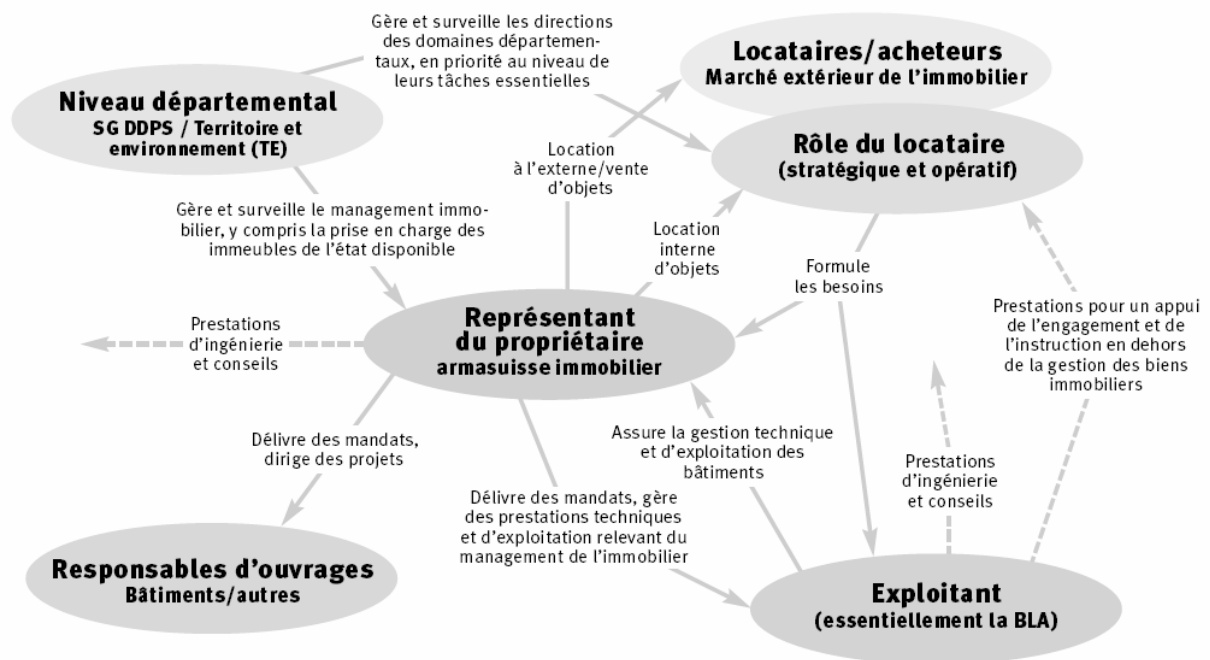 Gère et surveille les directions
des domaines départemen-
taux, en priorité au niveau de
leurs tâches essentielles
Locataires/acheteurs
Marché extérieur de l'immobilier
Niveau départemental
SG DDPS / Territoire et
environnement (TE)
Rôle du locataire
(stratégique et opératif)
Location
à l'externe/vente
d'objets
Gère et surveille le management immo-
bilier, y compris la prise en charge des
immeubles de l'état disponible
Location
interne
d'objets
Formule
les besoins
Prestations pour un appui
de l'engagement et de
l'instruction en dehors
de la gestion des biens
immobiliers
Prestations
d'ingénierie
et conseils
Représentant
du propriétaire
armasuisse immobilier
Délivre des mandats,
dirige des projets
Assure la gestion technique
et d'exploitation des
bâtiments
Prestations
d'ingénierie
et conseils
Délivre des mandats, gère
des prestations techniques
et d'exploitation relevant du
management de l'immobilier
Responsables d'ouvrages
Bâtiments/autres
Exploitant
(essentiellement la BLA)